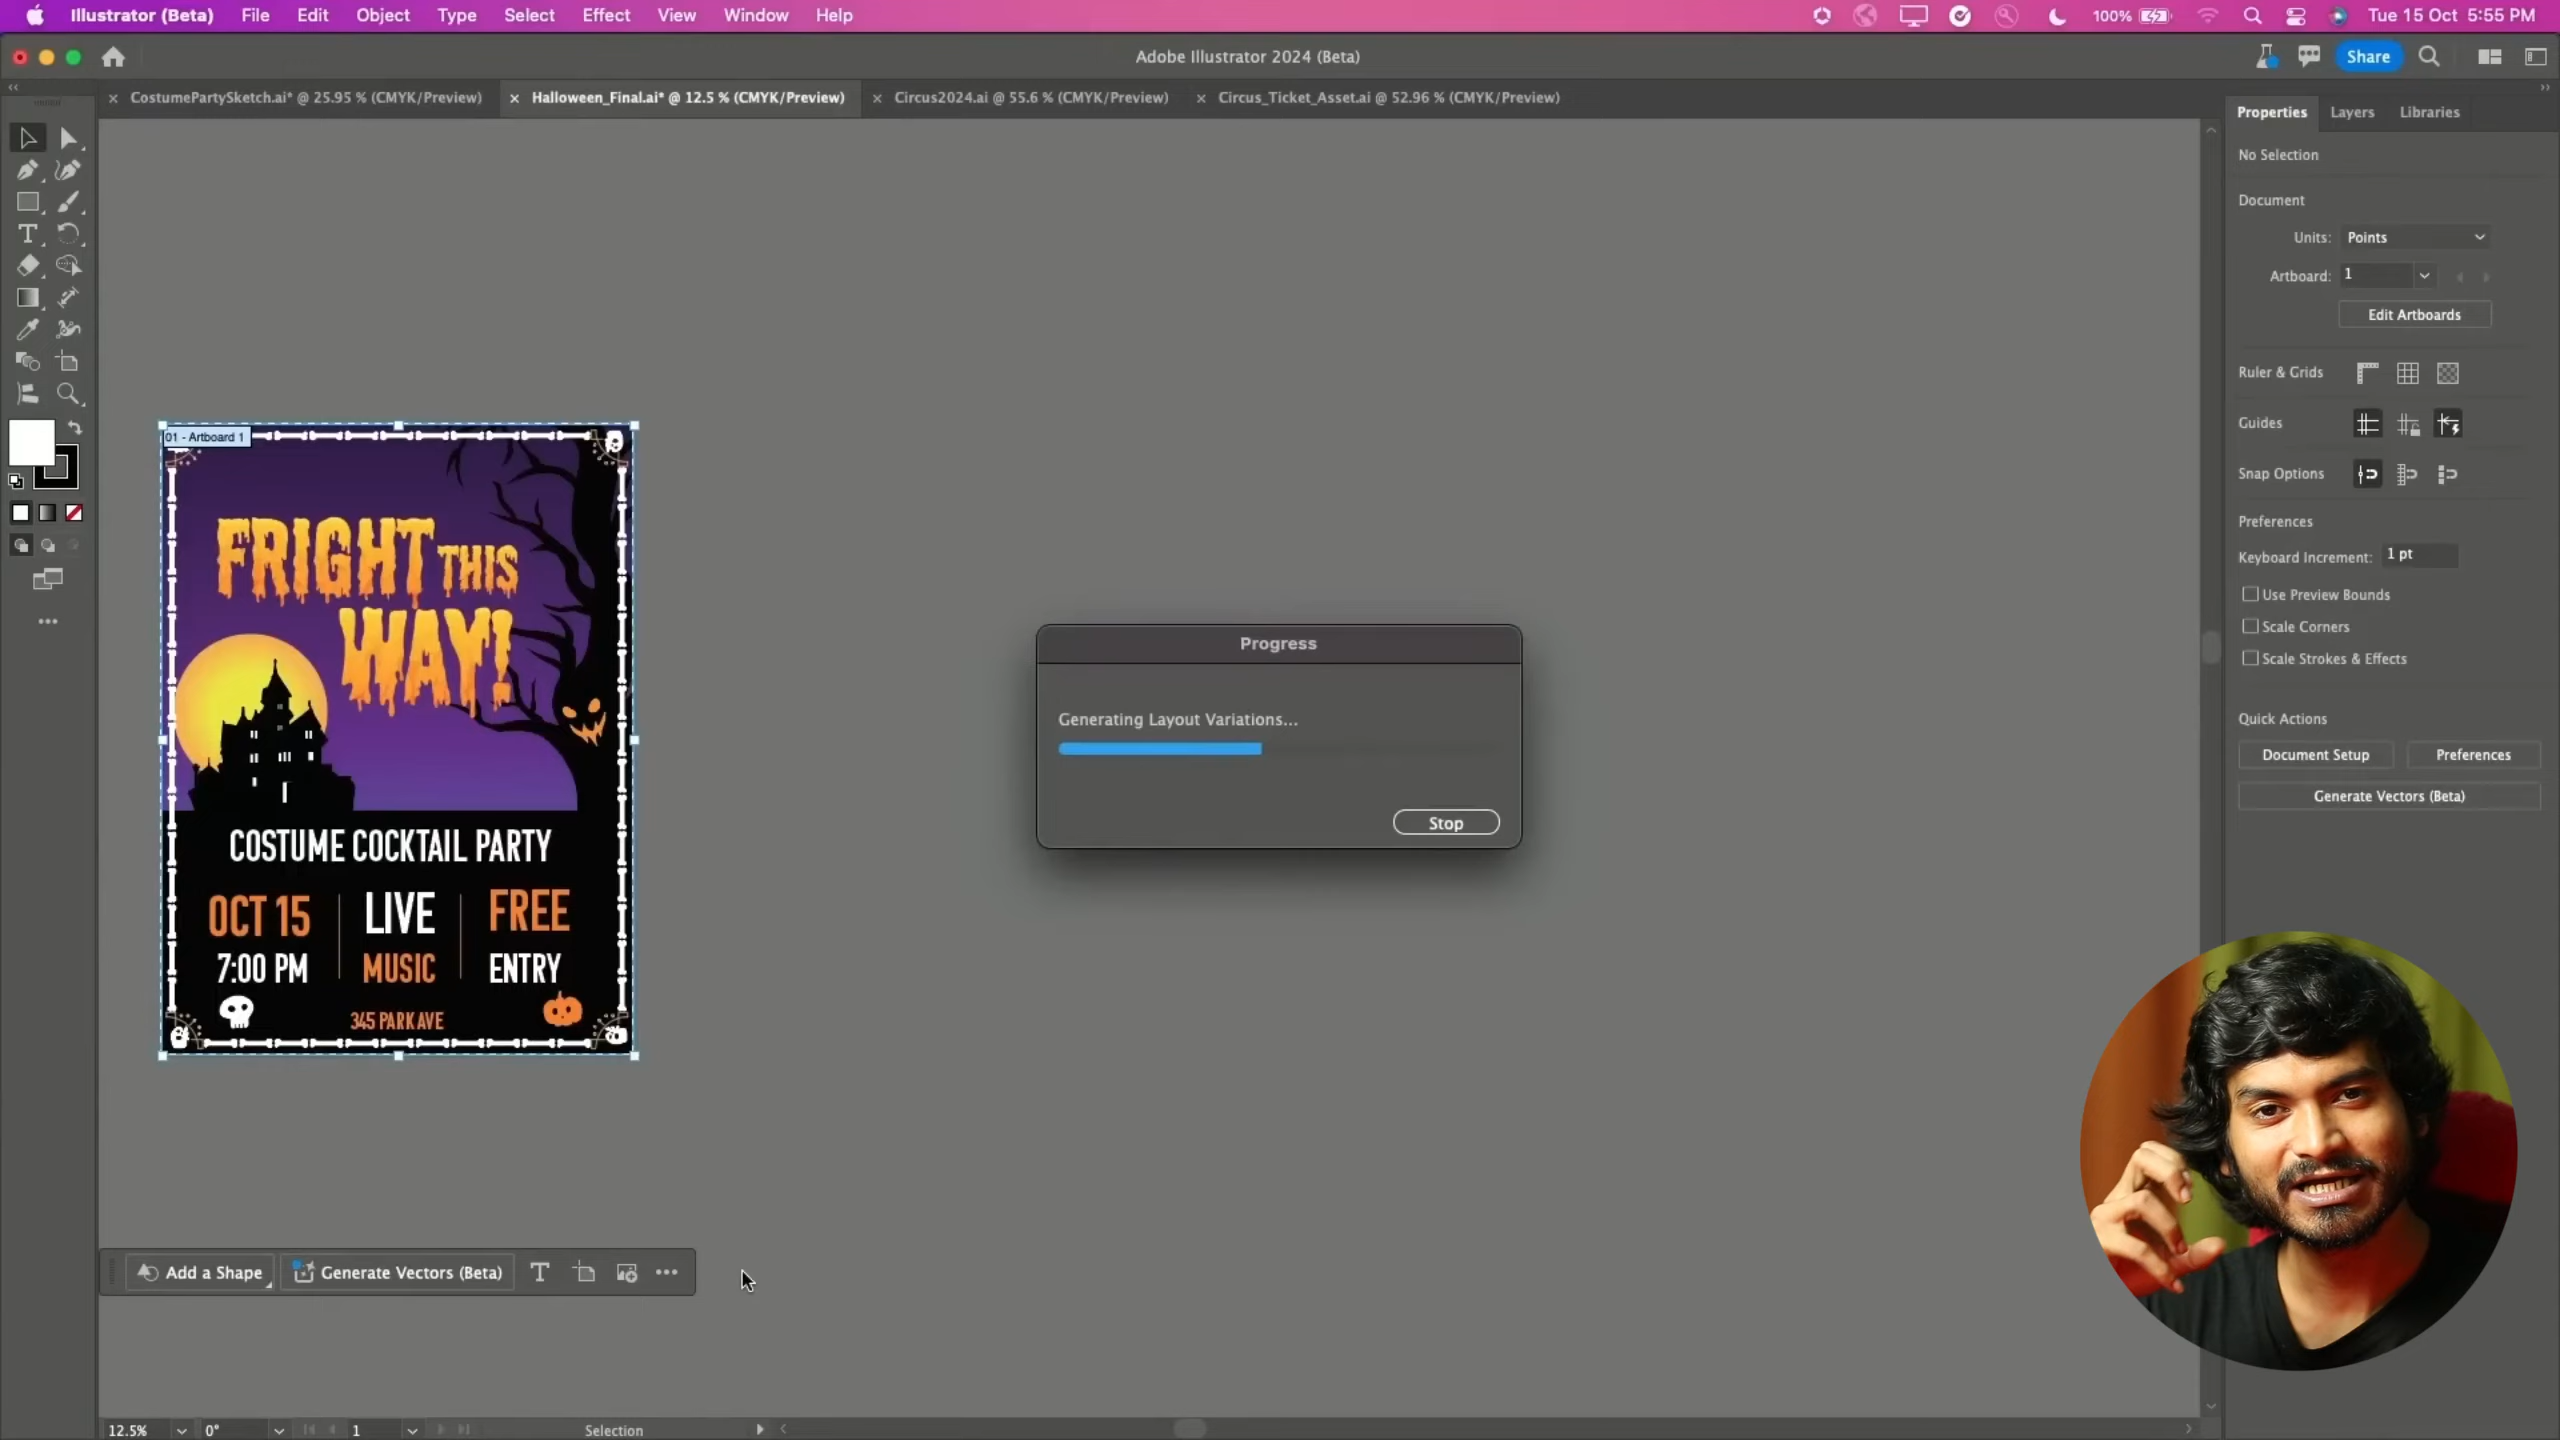 Illustrator (Beta) File Edit Object Type Select Effect View Window Help 100% Tue 15 Oct 5:55 PM
Adobe Illustrator 2024 (Beta) Share
CostumePartySketch.ai* @ 25.95 % (CMYK/Preview) Halloween_Final.ai* @ 12.5 % (CMYK/Preview) Circus2024.ai @ 55.6 % (CMYK/Preview) Circus_Ticket_Asset.ai @ 52.96 % (CMYK/Preview)
Properties Layers Libraries
No Selection
Document
Units: Points
Artboard: 1
Edit Artboards
Ruler & Grids
Guides
Snap Options
Preferences
Keyboard Increment: 1 pt
Use Preview Bounds
Scale Corners
Scale Strokes & Effects
Quick Actions
Document Setup Preferences
Generate Vectors (Beta)
01 - Artboard 1
FRIGHT THIS
WAY!
COSTUME COCKTAIL PARTY
OCT 15 LIVE FREE
7:00 PM MUSIC ENTRY
345 PARK AVE
Progress
Generating Layout Variations...
Stop
Add a Shape Generate Vectors (Beta)
12.5% 0° 1 Selection